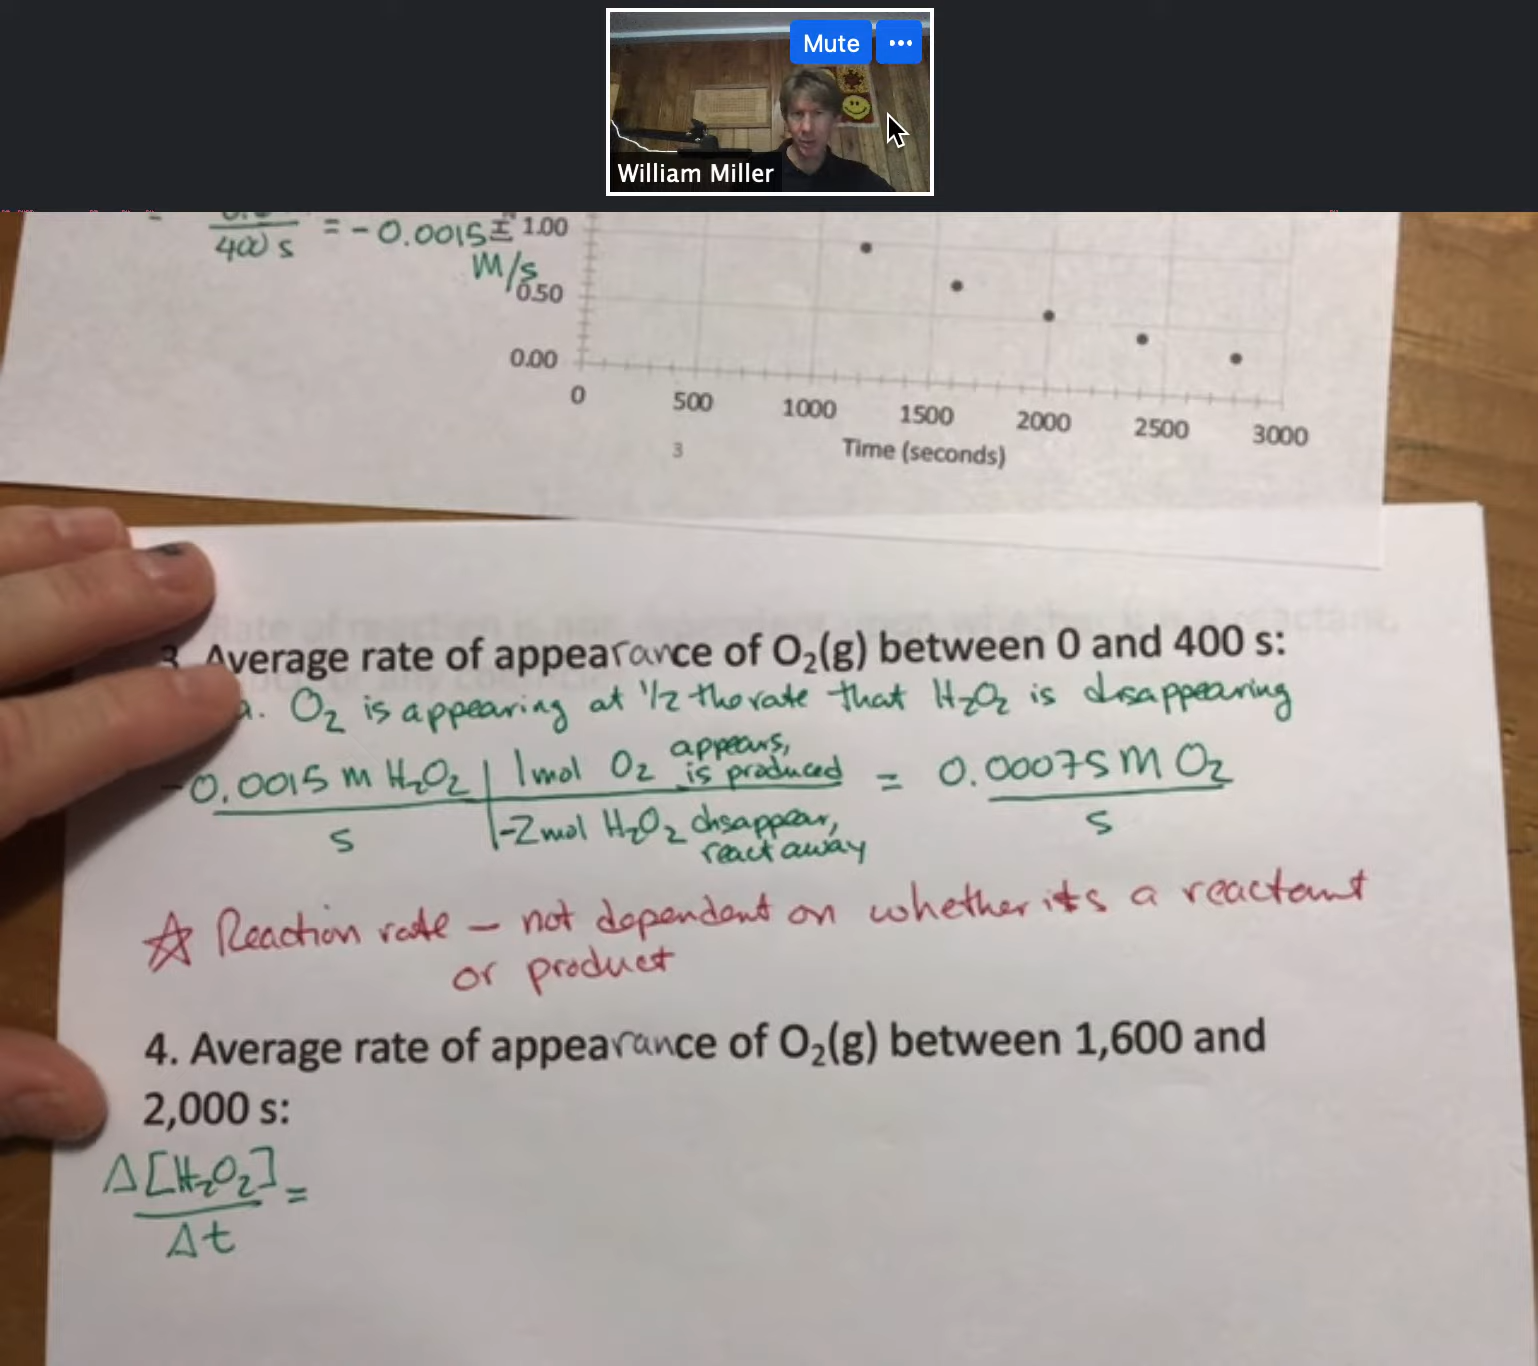 Mute
William Miller
400 s
= - 0.0015
M/s
1.00
0.50
0.00
0 500 1000 1500 2000 2500 3000
Time (seconds)
3
3. Average rate of appearance of O₂(g) between 0 and 400 s:
a. O₂ is appearing at 1/2 the rate that H₂O₂ is disappearing
-0.0015 M H₂O₂ | 1 mol O₂ appears, is produced = 0.00075 M O₂
s | -2 mol H₂O₂ disappear, react away s
☆ Reaction rate – not dependent on whether its a reactant
or product
4. Average rate of appearance of O₂(g) between 1,600 and
2,000 s:
Δ[H₂O₂] =
Δt